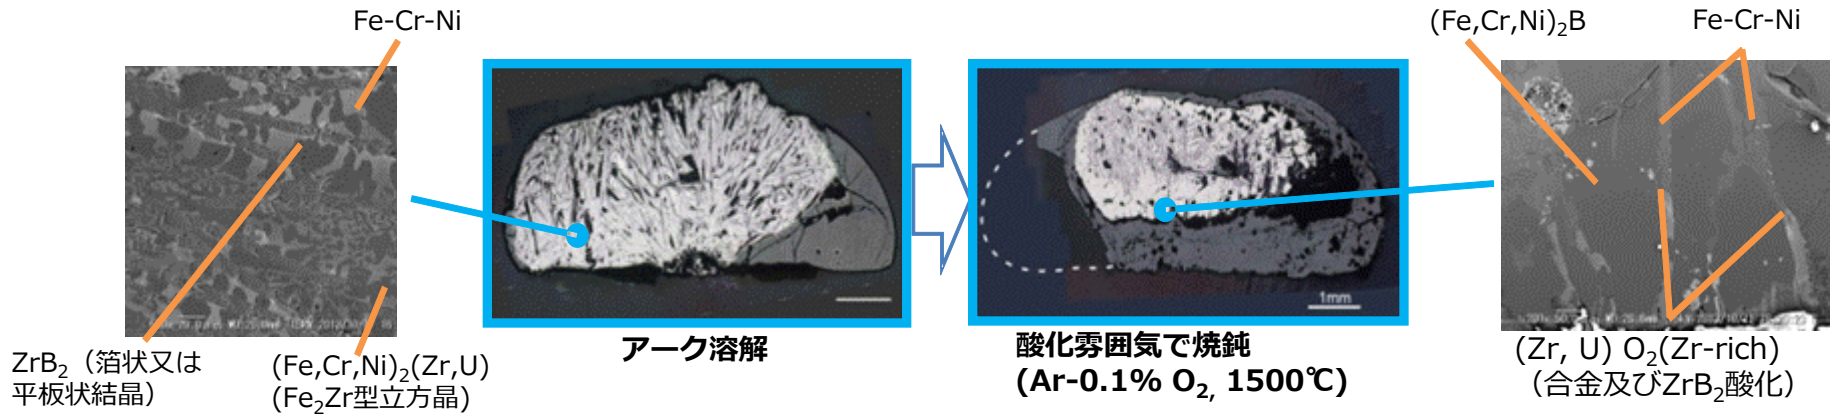 Fe-Cr-Ni
(Fe,Cr,Ni)₂B
Fe-Cr-Ni
ZrB₂（箔状又は
平板状結晶）
(Fe,Cr,Ni)₂(Zr,U)
(Fe₂Zr型立方晶)
アーク溶解
1mm
酸化雰囲気で焼鈍
(Ar-0.1% O₂, 1500℃)
(Zr, U) O₂(Zr-rich)
（合金及びZrB₂酸化）